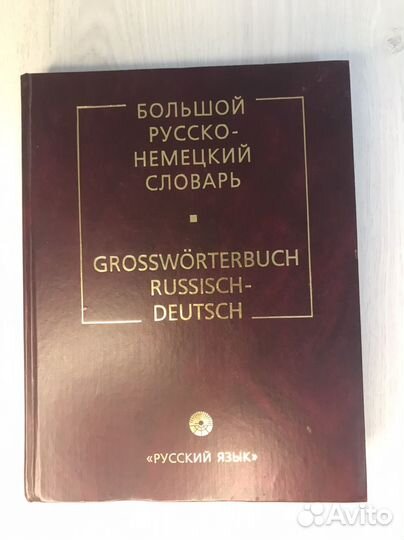 БОЛЬШОЙ
РУССКО-
НЕМЕЦКИЙ
СЛОВАРЬ
GROSSWÖRTERBUCH
RUSSISCH-
DEUTSCH
«РУССКИЙ ЯЗЫК»
Avito